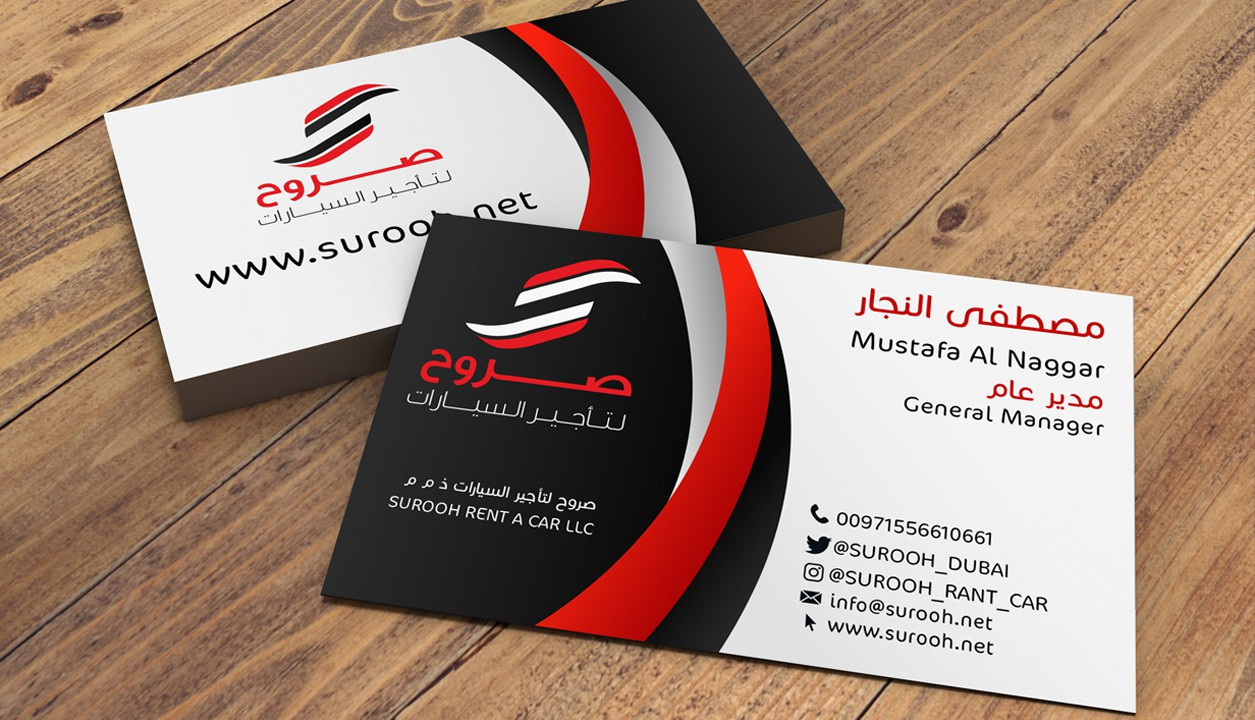 صروح
لتأجير السيارات
www.surooh.net
صروح
لتأجير السيارات
صروح لتأجير السيارات ذ م م
SUROOH RENT A CAR LLC
مصطفى النجار
Mustafa Al Naggar
مدير عام
General Manager
00971556610661
@SUROOH_DUBAI
@SUROOH_RANT_CAR
info@surooh.net
www.surooh.net